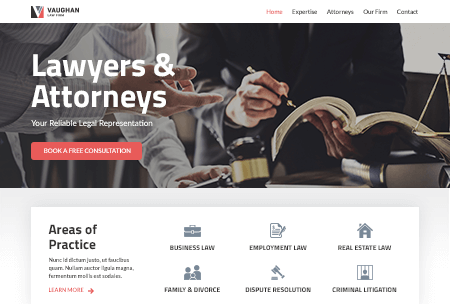 VAUGHAN
LAW FIRM
Home Expertise Attorneys Our Firm Contact
Lawyers &
Attorneys
Your Reliable Legal Representation
BOOK A FREE CONSULTATION
Areas of
Practice
Nunc id dictum justo, ut faucibus
quam. Nullam auctor ligula magna,
fermentum mollis est sodales.
LEARN MORE
BUSINESS LAW
EMPLOYMENT LAW
REAL ESTATE LAW
FAMILY & DIVORCE
DISPUTE RESOLUTION
CRIMINAL LITIGATION